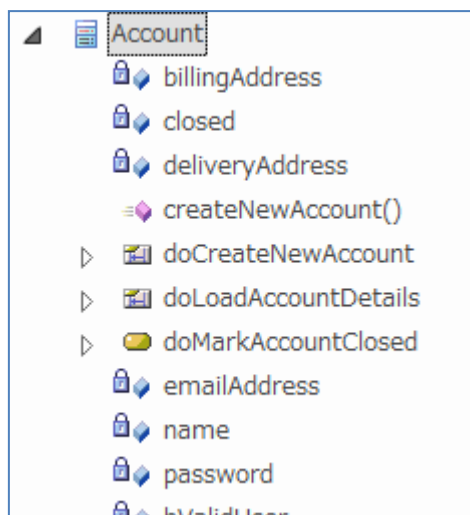 Account
billingAddress
closed
deliveryAddress
createNewAccount()
doCreateNewAccount
doLoadAccountDetails
doMarkAccountClosed
emailAddress
name
password